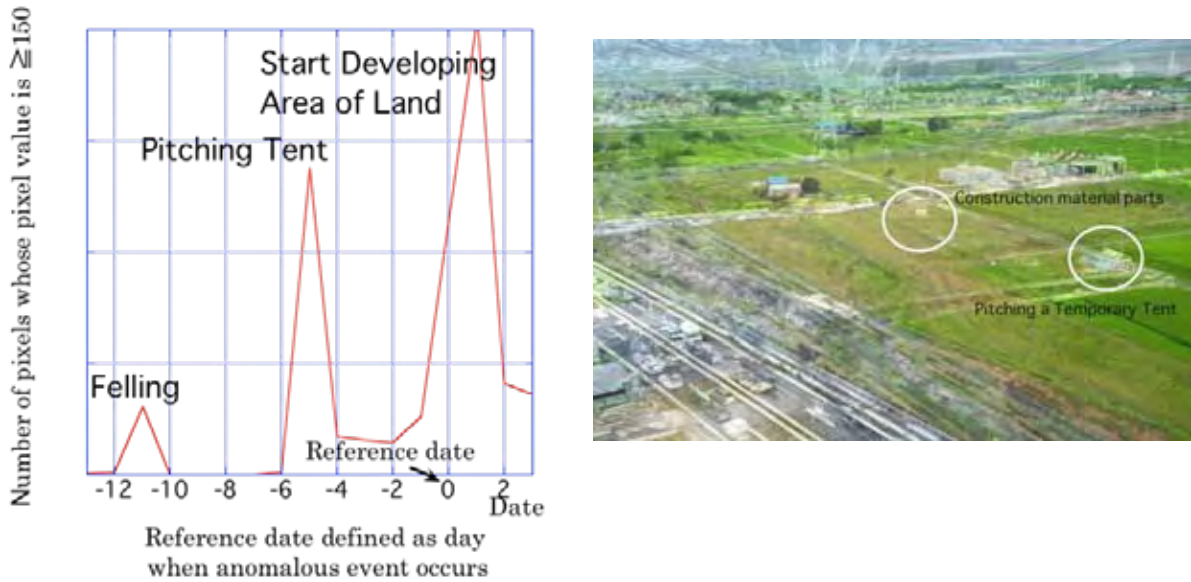 Number of pixels whose pixel value is ≧150
Start Developing
Area of Land
Pitching Tent
Felling
Reference date
-12 -10 -8 -6 -4 -2 0 2
Date
Reference date defined as day
when anomalous event occurs
Construction material parts
Pitching a Temporary Tent